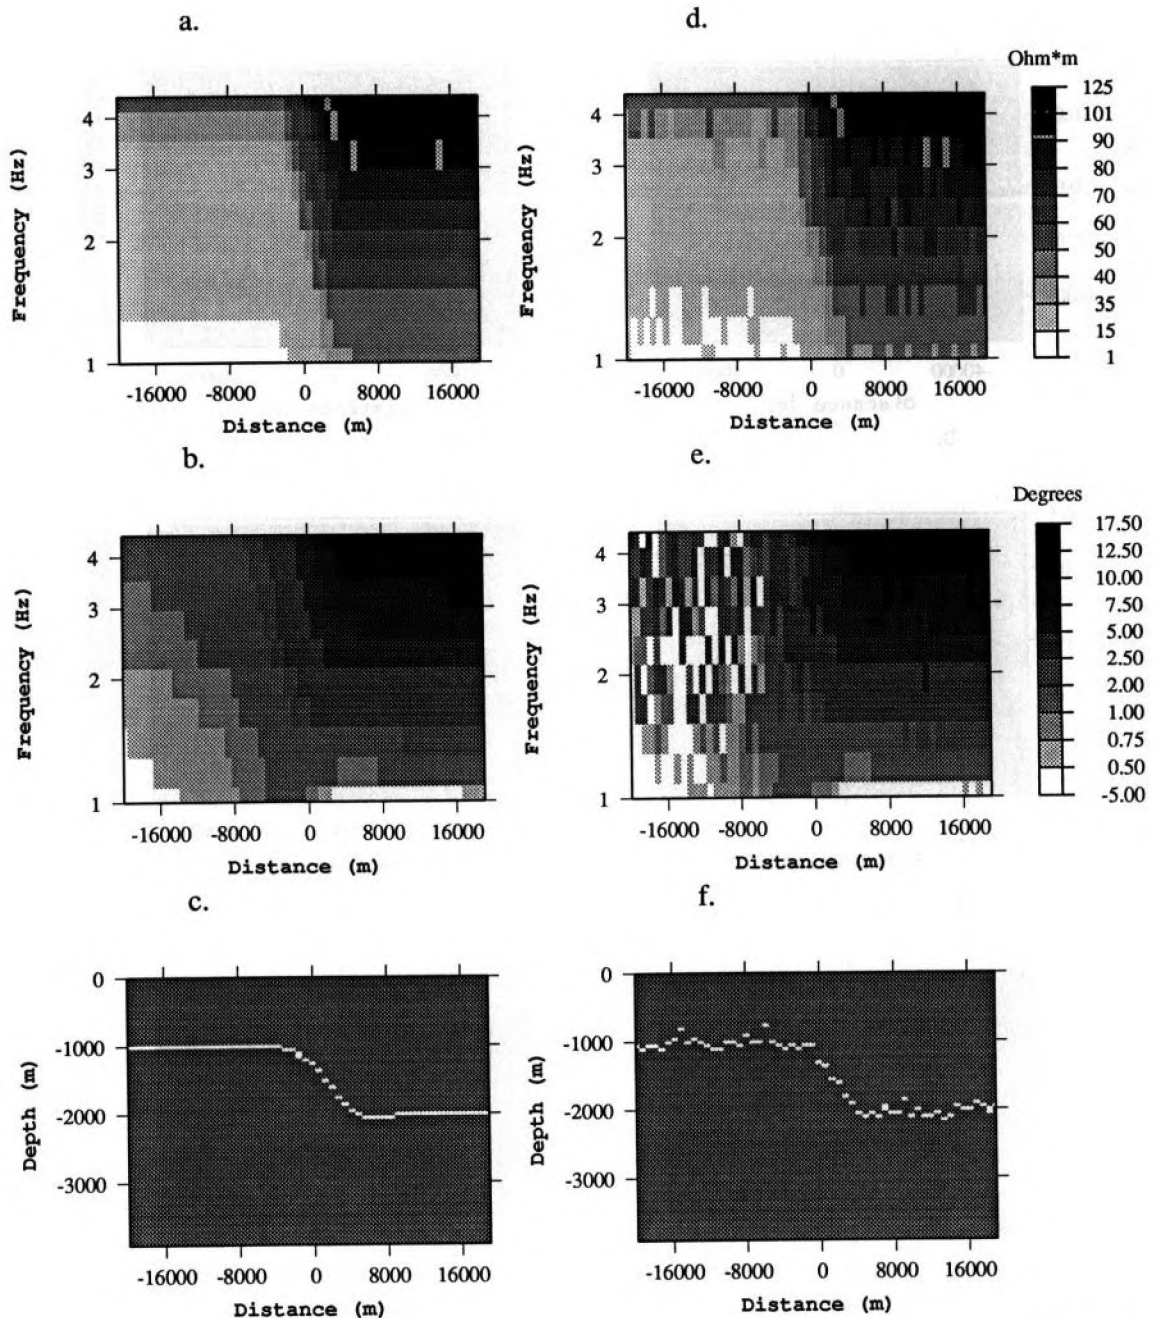 a.
4
3
2
1
Frequency (Hz)
-16000 -8000 0 8000 16000
Distance (m)
b.
4
3
2
1
Frequency (Hz)
-16000 -8000 0 8000 16000
Distance (m)
c.
0
-1000
-2000
-3000
Depth (m)
-16000 -8000 0 8000 16000
Distance (m)
d.
4
3
2
1
Frequency (Hz)
-16000 -8000 0 8000 16000
Distance (m)
Ohm*m
125
101
90
80
70
60
50
40
35
15
1
e.
4
3
2
1
Frequency (Hz)
-16000 -8000 0 8000 16000
Distance (m)
Degrees
17.50
12.50
10.00
7.50
5.00
2.50
2.00
1.00
0.75
0.50
-5.00
f.
0
-1000
-2000
-3000
Depth (m)
-16000 -8000 0 8000 16000
Distance (m)